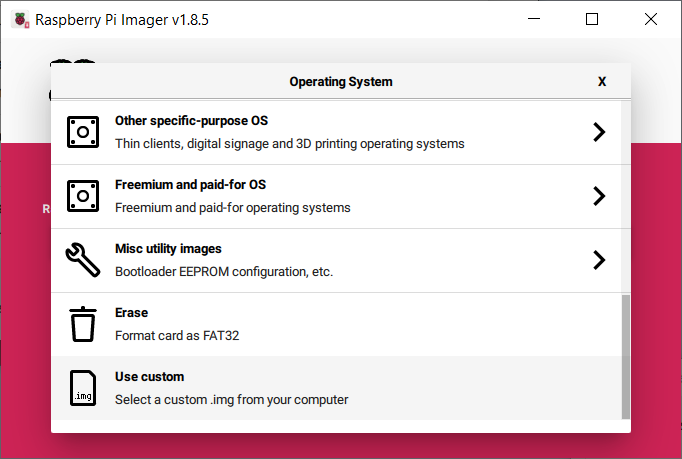 Raspberry Pi Imager v1.8.5
Operating System
X
Other specific-purpose OS
Thin clients, digital signage and 3D printing operating systems
Freemium and paid-for OS
Freemium and paid-for operating systems
R
Misc utility images
Bootloader EEPROM configuration, etc.
Erase
Format card as FAT32
Use custom
.img
Select a custom .img from your computer